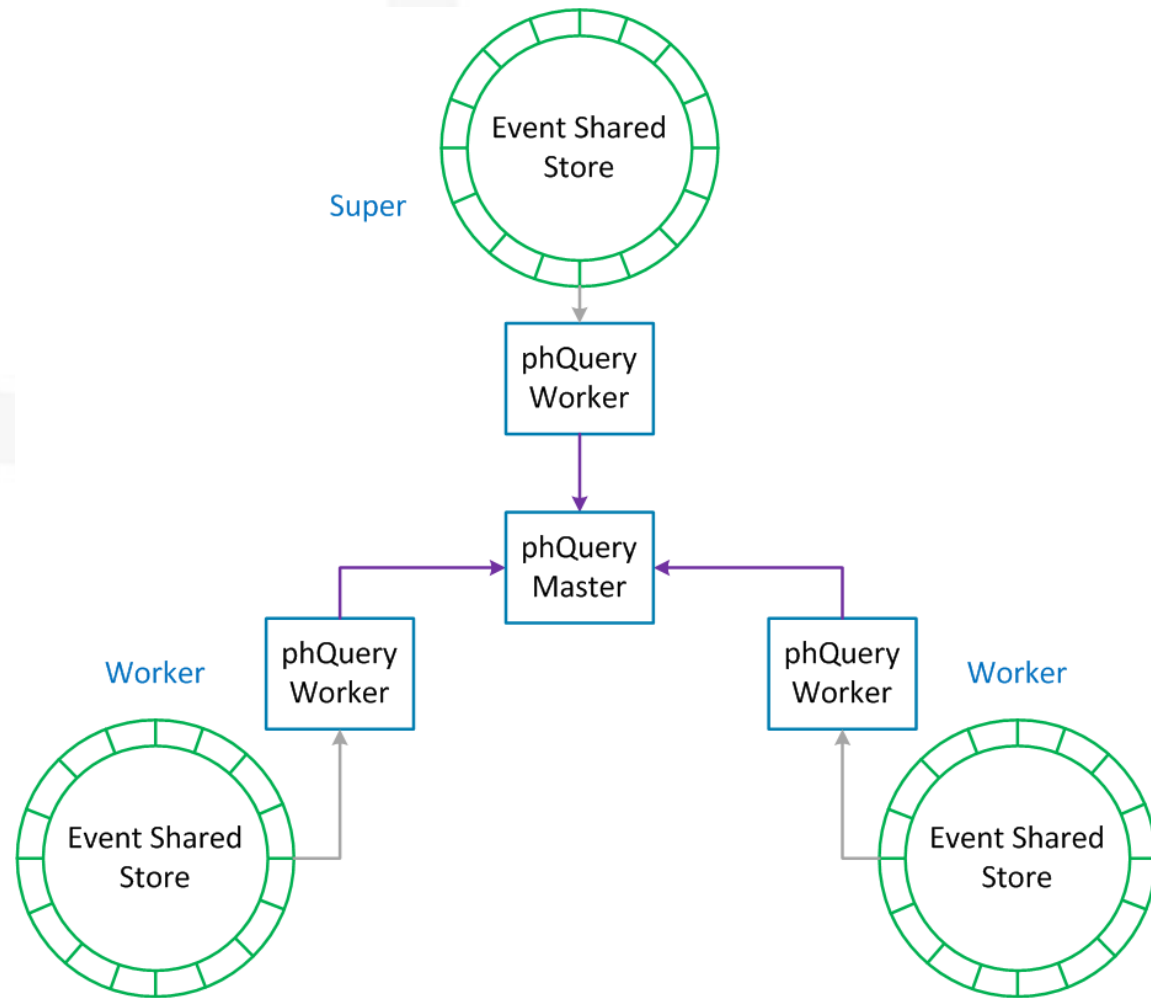 Event Shared
Store
Super
phQuery
Worker
phQuery
Master
phQuery
Worker
phQuery
Worker
Worker
Worker
Event Shared
Store
Event Shared
Store